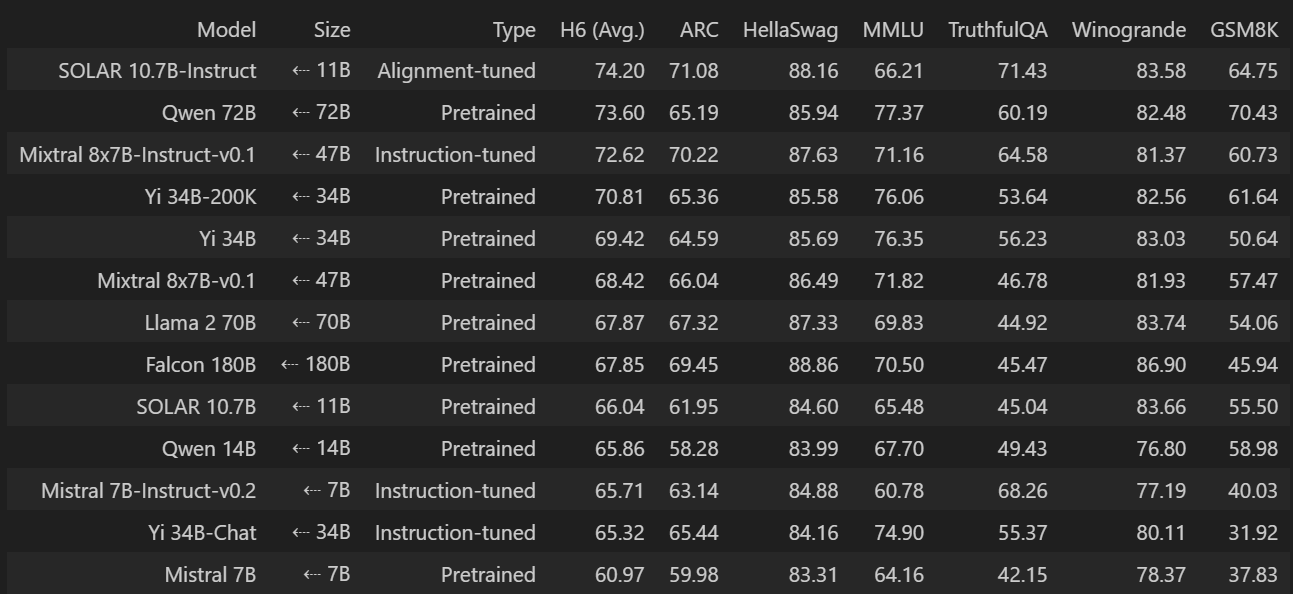 Model Size Type H6 (Avg.) ARC HellaSwag MMLU TruthfulQA Winogrande GSM8K
SOLAR 10.7B-Instruct ⇠ 11B Alignment-tuned 74.20 71.08 88.16 66.21 71.43 83.58 64.75
Qwen 72B ⇠ 72B Pretrained 73.60 65.19 85.94 77.37 60.19 82.48 70.43
Mixtral 8x7B-Instruct-v0.1 ⇠ 47B Instruction-tuned 72.62 70.22 87.63 71.16 64.58 81.37 60.73
Yi 34B-200K ⇠ 34B Pretrained 70.81 65.36 85.58 76.06 53.64 82.56 61.64
Yi 34B ⇠ 34B Pretrained 69.42 64.59 85.69 76.35 56.23 83.03 50.64
Mixtral 8x7B-v0.1 ⇠ 47B Pretrained 68.42 66.04 86.49 71.82 46.78 81.93 57.47
Llama 2 70B ⇠ 70B Pretrained 67.87 67.32 87.33 69.83 44.92 83.74 54.06
Falcon 180B ⇠ 180B Pretrained 67.85 69.45 88.86 70.50 45.47 86.90 45.94
SOLAR 10.7B ⇠ 11B Pretrained 66.04 61.95 84.60 65.48 45.04 83.66 55.50
Qwen 14B ⇠ 14B Pretrained 65.86 58.28 83.99 67.70 49.43 76.80 58.98
Mistral 7B-Instruct-v0.2 ⇠ 7B Instruction-tuned 65.71 63.14 84.88 60.78 68.26 77.19 40.03
Yi 34B-Chat ⇠ 34B Instruction-tuned 65.32 65.44 84.16 74.90 55.37 80.11 31.92
Mistral 7B ⇠ 7B Pretrained 60.97 59.98 83.31 64.16 42.15 78.37 37.83